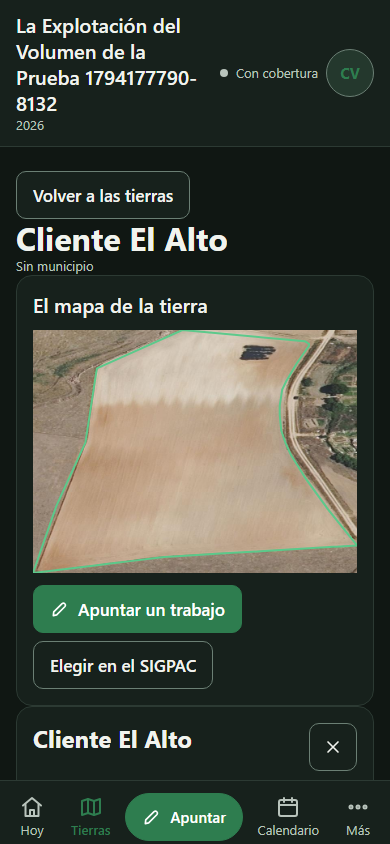 La Explotación del
Volumen de la
Prueba 1794177790-
8132
2026
Con cobertura
CV
Volver a las tierras
Cliente El Alto
Sin municipio
El mapa de la tierra
Apuntar un trabajo
Elegir en el SIGPAC
Cliente El Alto
Hoy
Tierras
Apuntar
Calendario
Más